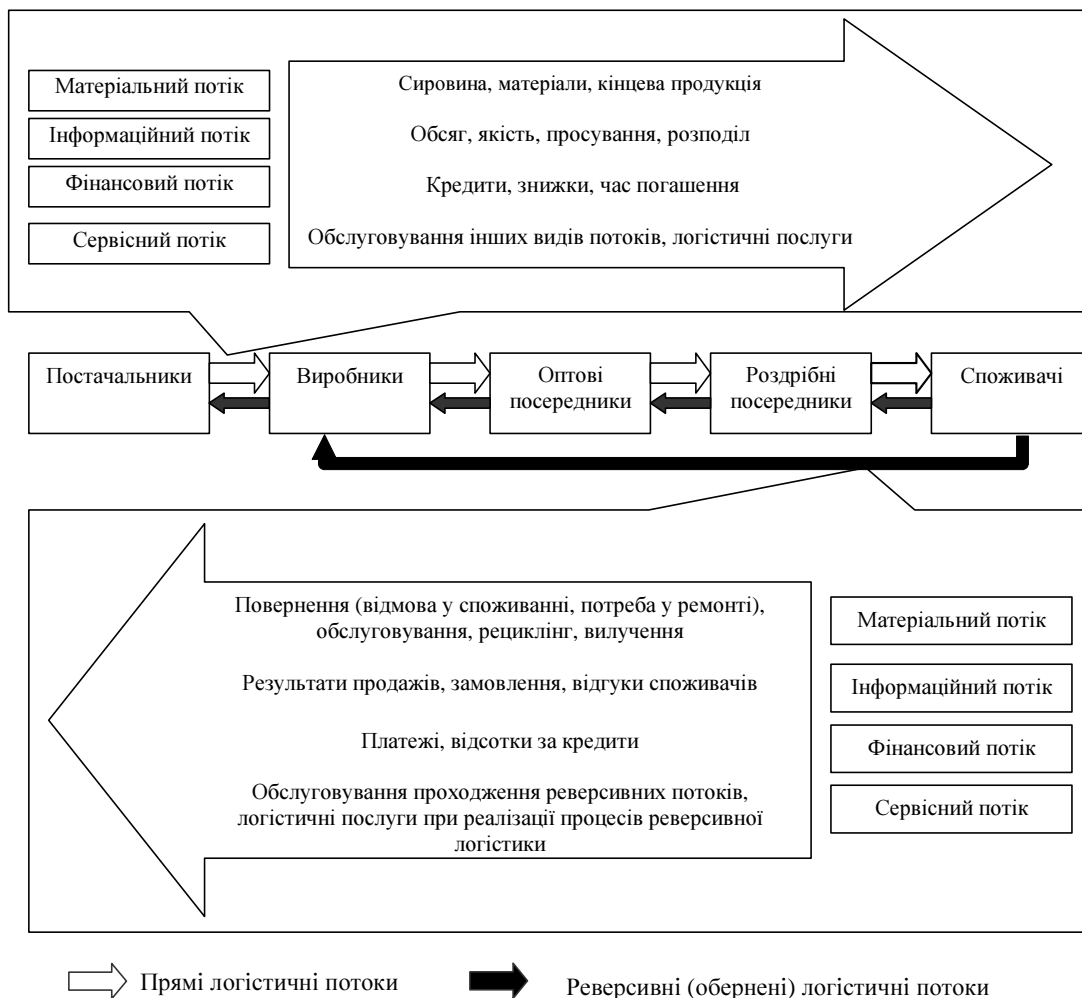 Матеріальний потік
Сировина, матеріали, кінцева продукція
Інформаційний потік
Обсяг, якість, просування, розподіл
Фінансовий потік
Кредити, знижки, час погашення
Сервісний потік
Обслуговування інших видів потоків, логістичні послуги
Постачальники
Виробники
Оптові
посередники
Роздрібні
посередники
Споживачі
Повернення (відмова у споживанні, потреба у ремонті),
обслуговування, рециклінг, вилучення
Матеріальний потік
Результати продажів, замовлення, відгуки споживачів
Інформаційний потік
Платежі, відсотки за кредити
Фінансовий потік
Обслуговування проходження реверсивних потоків,
логістичні послуги при реалізації процесів реверсивної
логістики
Сервісний потік
Прямі логістичні потоки
Реверсивні (обернені) логістичні потоки